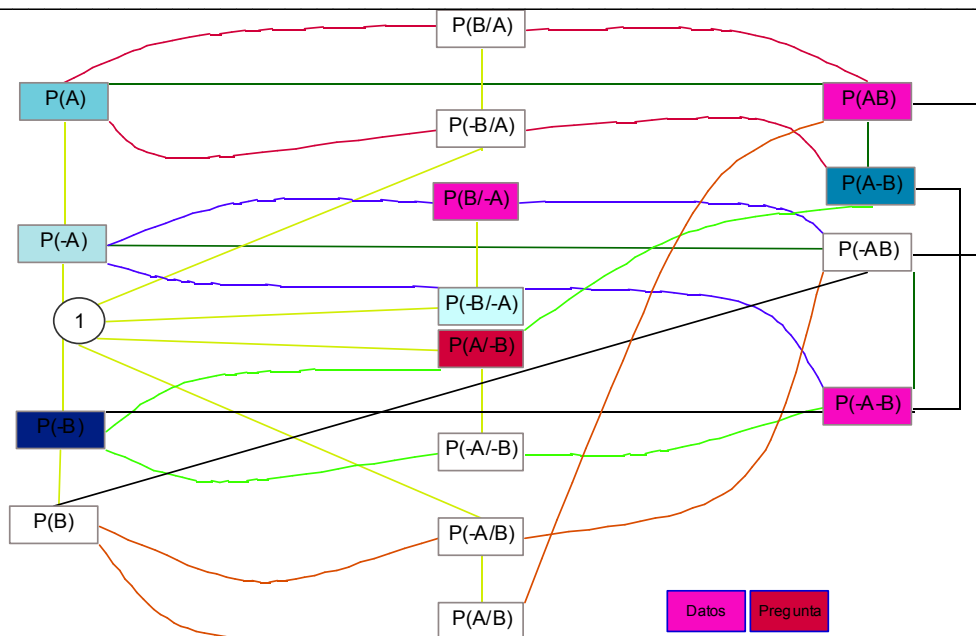 P(B/A)
P(A)
P(AB)
P(-B/A)
P(A-B)
P(B/-A)
P(-A)
P(-AB)
P(-B/-A)
1
P(A/-B)
P(-A-B)
P(-B)
P(-A/-B)
P(B)
P(-A/B)
P(A/B)
Datos
Pregunta